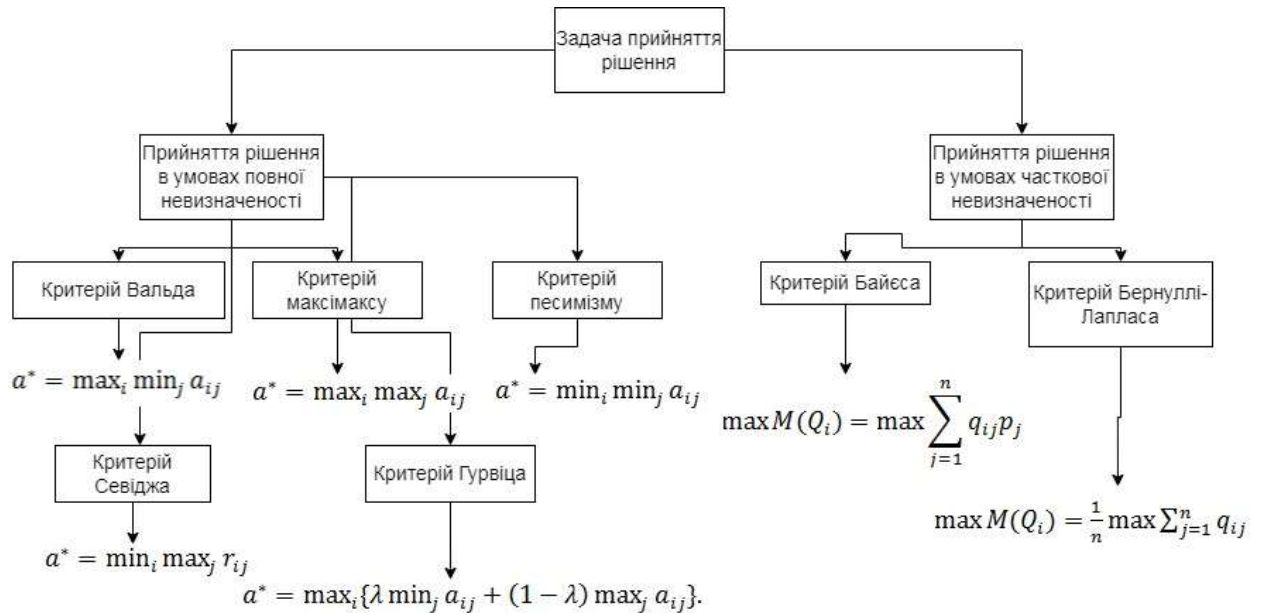 Задача прийняття
рішення
Прийняття рішення
в умовах повної
невизначеності
Прийняття рішення
в умовах часткової
невизначеності
Критерій Вальда
Критерій
максімаксу
Критерій
песимізму
Критерій Байєса
Критерій Бернуллі-
Лапласа
a* = max_i min_j a_ij
a* = max_i max_j a_ij
a* = min_i min_j a_ij
max M(Q_i) = max ∑_{j=1}^{n} q_ij p_j
Критерій
Севіджа
Критерій Гурвіца
max M(Q_i) = 1/n max ∑_{j=1}^{n} q_ij
a* = min_i max_j r_ij
a* = max_i{λ min_j a_ij + (1 − λ) max_j a_ij}.